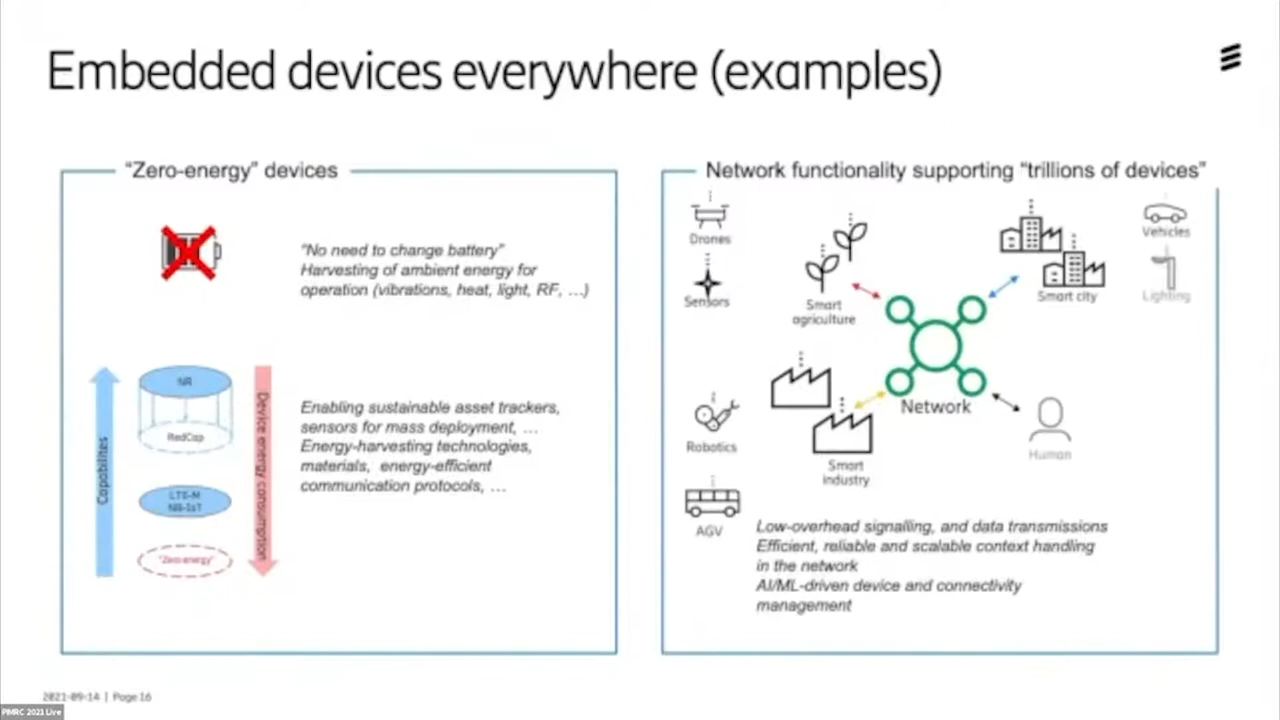 Embedded devices everywhere (examples)
“Zero-energy” devices
“No need to change battery”
Harvesting of ambient energy for
operation (vibrations, heat, light, RF, …)
Capabilites
NR
RedCap
LTE-M
NB-IoT
“Zero-energy”
Device energy consumption
Enabling sustainable asset trackers,
sensors for mass deployment, …
Energy-harvesting technologies,
materials, energy-efficient
communication protocols, …
Network functionality supporting “trillions of devices”
Drones
Sensors
Smart
agriculture
Smart city
Vehicles
Lighting
Network
Robotics
Smart
industry
Human
AGV
Low-overhead signalling, and data transmissions
Efficient, reliable and scalable context handling
in the network
AI/ML-driven device and connectivity
management
2021-09-14 | Page 16
PIMRC 2021 Live